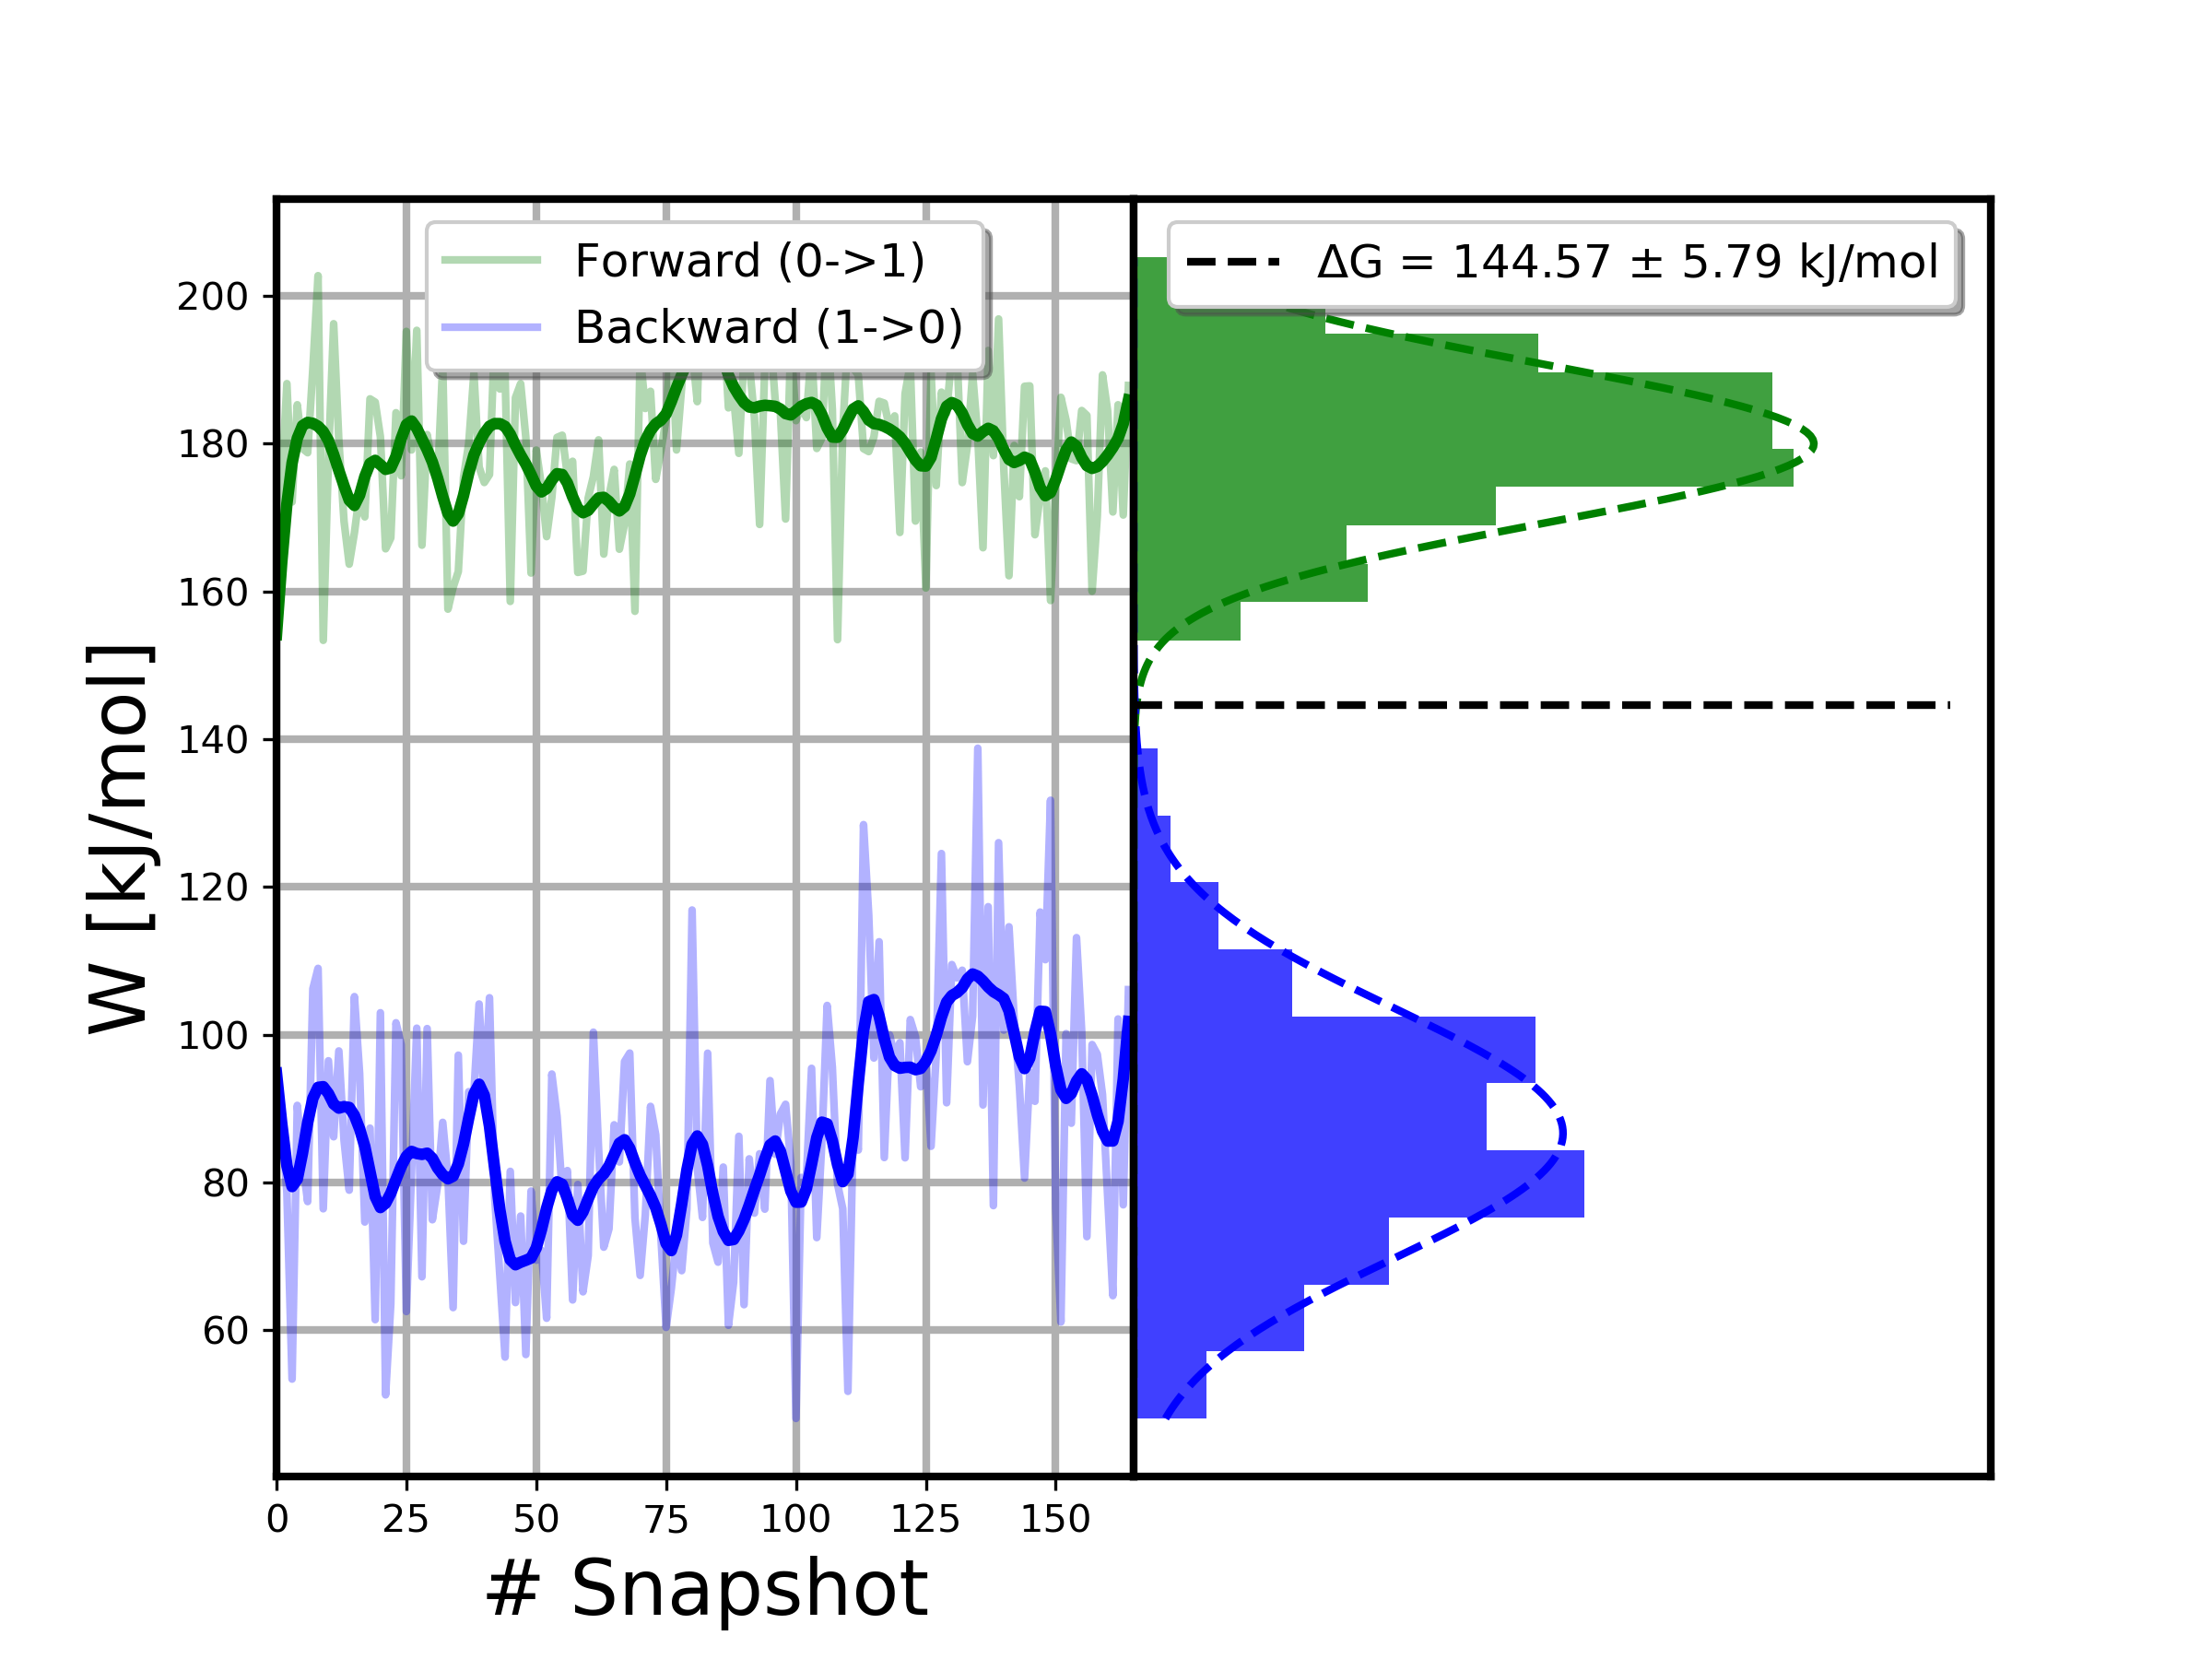 Forward (0->1)
Backward (1->0)
ΔG = 144.57 ± 5.79 kJ/mol
W [kJ/mol]
200
180
160
140
120
100
80
60
0 25 50 75 100 125 150
# Snapshot